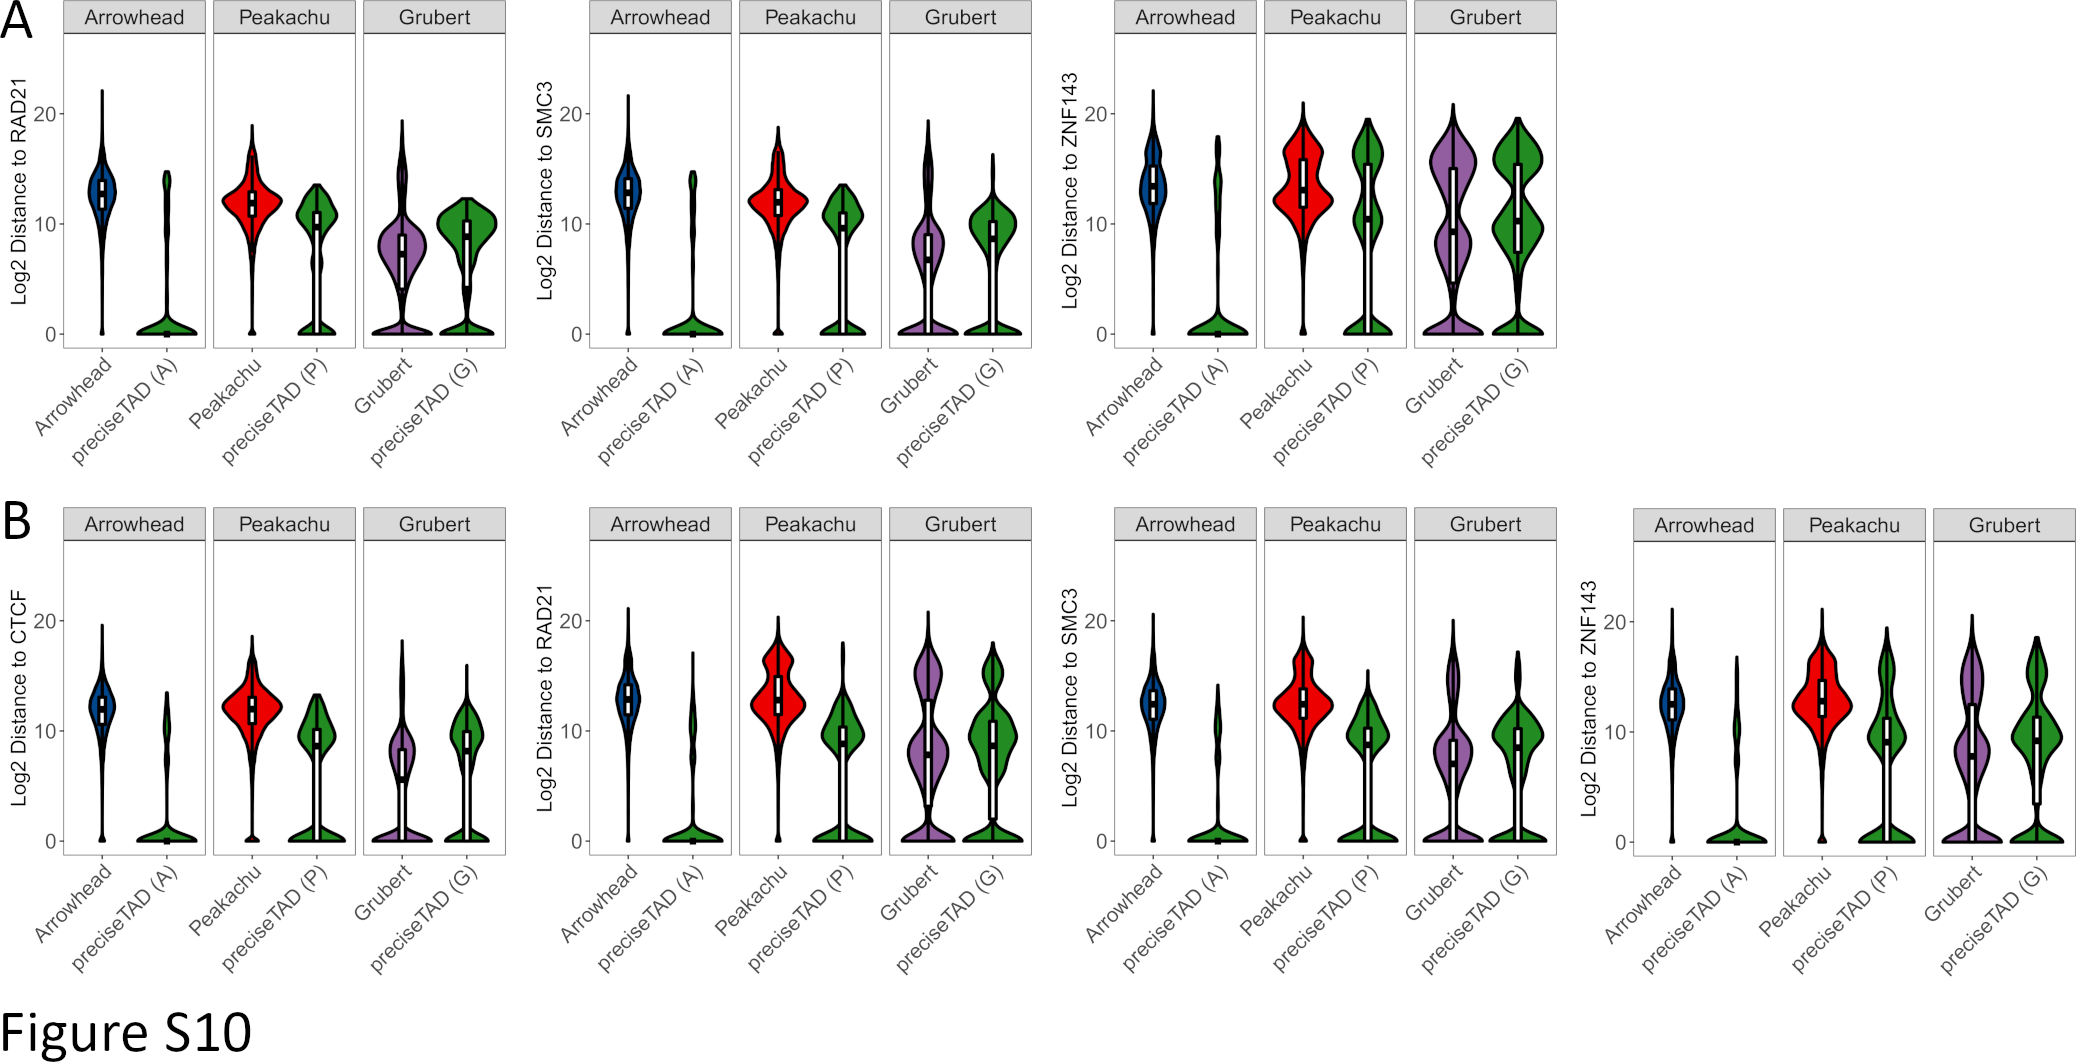 A
Arrowhead Peakachu Grubert
Log2 Distance to RAD21
20
10
0
Arrowhead
preciseTAD (A)
Peakachu
preciseTAD (P)
Grubert
preciseTAD (G)
Arrowhead Peakachu Grubert
Log2 Distance to SMC3
20
10
0
Arrowhead
preciseTAD (A)
Peakachu
preciseTAD (P)
Grubert
preciseTAD (G)
Arrowhead Peakachu Grubert
Log2 Distance to ZNF143
20
10
0
Arrowhead
preciseTAD (A)
Peakachu
preciseTAD (P)
Grubert
preciseTAD (G)
B
Arrowhead Peakachu Grubert
Log2 Distance to CTCF
20
10
0
Arrowhead
preciseTAD (A)
Peakachu
preciseTAD (P)
Grubert
preciseTAD (G)
Arrowhead Peakachu Grubert
Log2 Distance to RAD21
20
10
0
Arrowhead
preciseTAD (A)
Peakachu
preciseTAD (P)
Grubert
preciseTAD (G)
Arrowhead Peakachu Grubert
Log2 Distance to SMC3
20
10
0
Arrowhead
preciseTAD (A)
Peakachu
preciseTAD (P)
Grubert
preciseTAD (G)
Arrowhead Peakachu Grubert
Log2 Distance to ZNF143
20
10
0
Arrowhead
preciseTAD (A)
Peakachu
preciseTAD (P)
Grubert
preciseTAD (G)
Figure S10